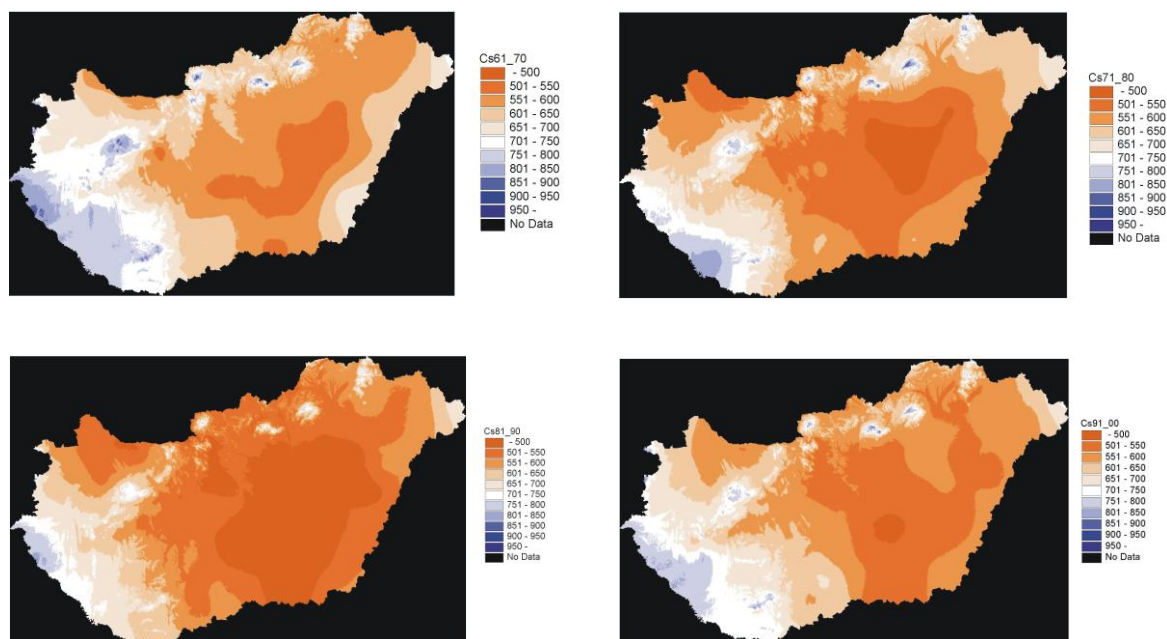 Cs61_70
- 500
501 - 550
551 - 600
601 - 650
651 - 700
701 - 750
751 - 800
801 - 850
851 - 900
900 - 950
950 -
No Data
Cs71_80
- 500
501 - 550
551 - 600
601 - 650
651 - 700
701 - 750
751 - 800
801 - 850
851 - 900
900 - 950
950 -
No Data
Cs81_90
- 500
501 - 550
551 - 600
601 - 650
651 - 700
701 - 750
751 - 800
801 - 850
851 - 900
900 - 950
950 -
No Data
Cs91_00
- 500
501 - 550
551 - 600
601 - 650
651 - 700
701 - 750
751 - 800
801 - 850
851 - 900
900 - 950
950 -
No Data